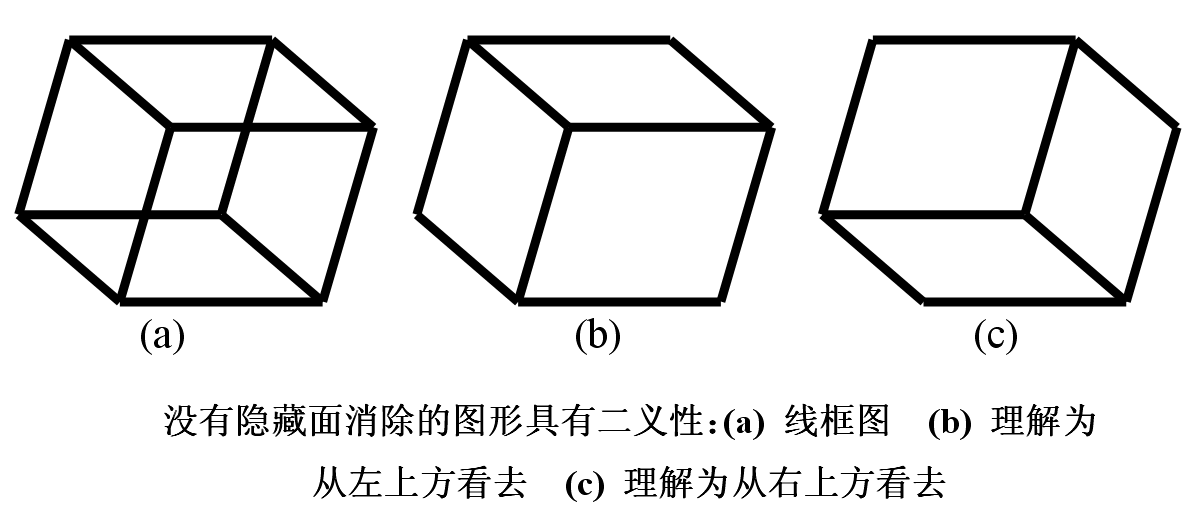 (a) (b) (c)
没有隐藏面消除的图形具有二义性:(a) 线框图 (b) 理解为
从左上方看去 (c) 理解为从右上方看去